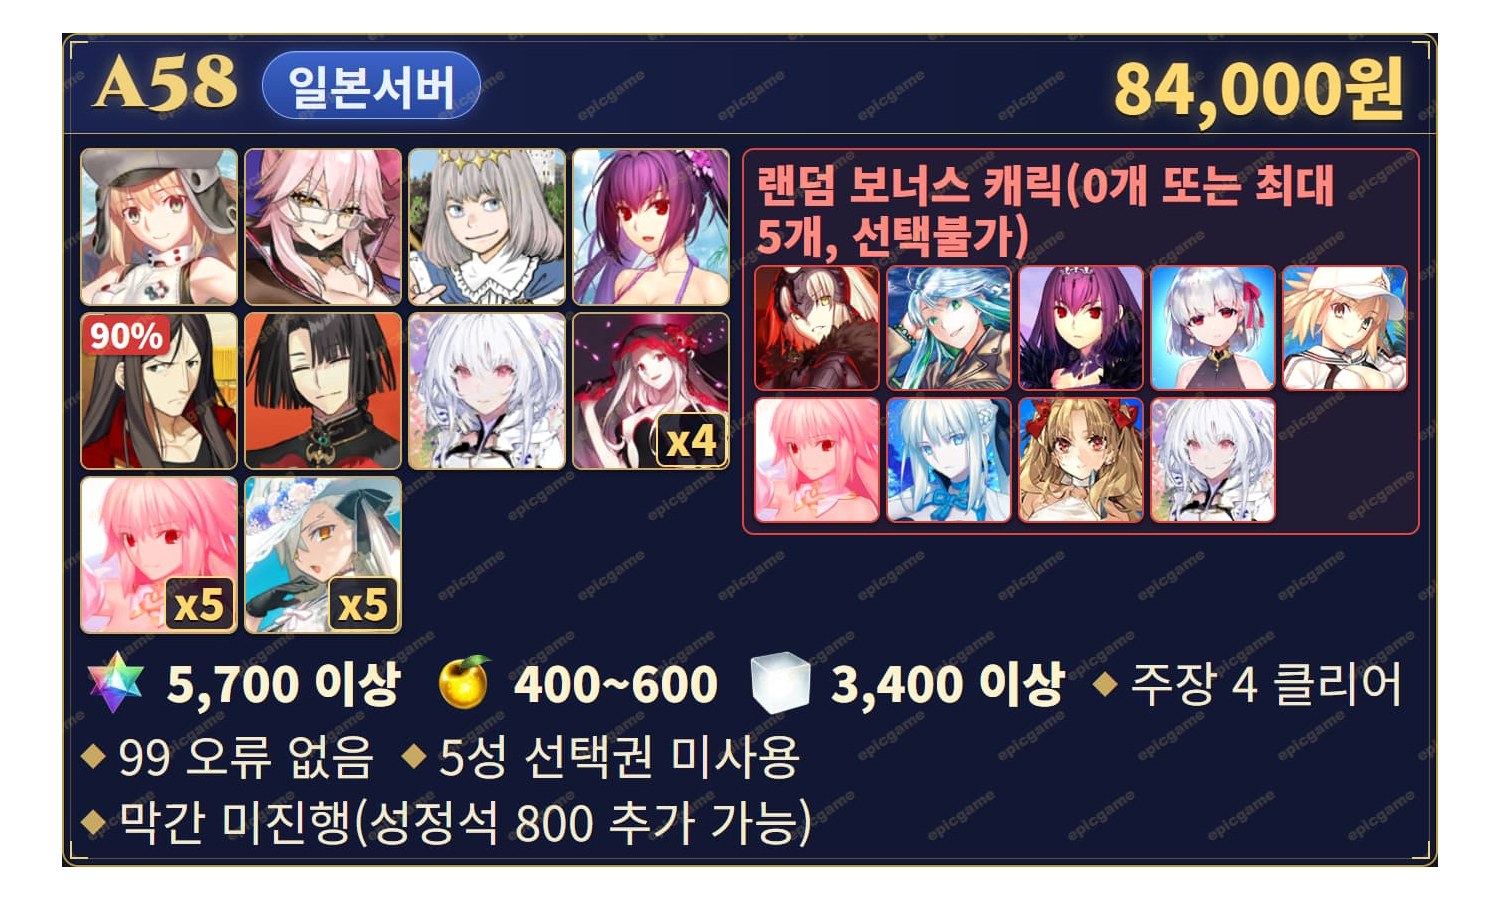 A58 일본서버 84,000원
랜덤 보너스 캐릭(0개 또는 최대
5개, 선택불가)
90%
x4
x5 x5
5,700 이상 400~600 3,400 이상 ◆ 주장 4 클리어
◆ 99 오류 없음 ◆ 5성 선택권 미사용
◆ 막간 미진행(성정석 800 추가 가능)
epicgame